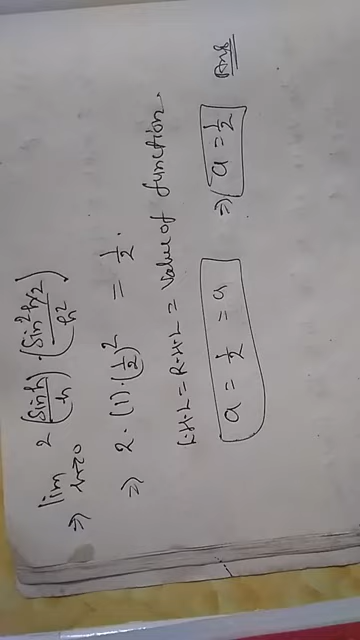 ⇒ lim h→0 2 (Sinh/h) · (Sin²h/2 / h²)
⇒ 2 · (1) · (1/2)² = 1/2 .
L·H·L = R·H·L = Value of function.
a = 1/2 = a ⇒ a = 1/2 Ans